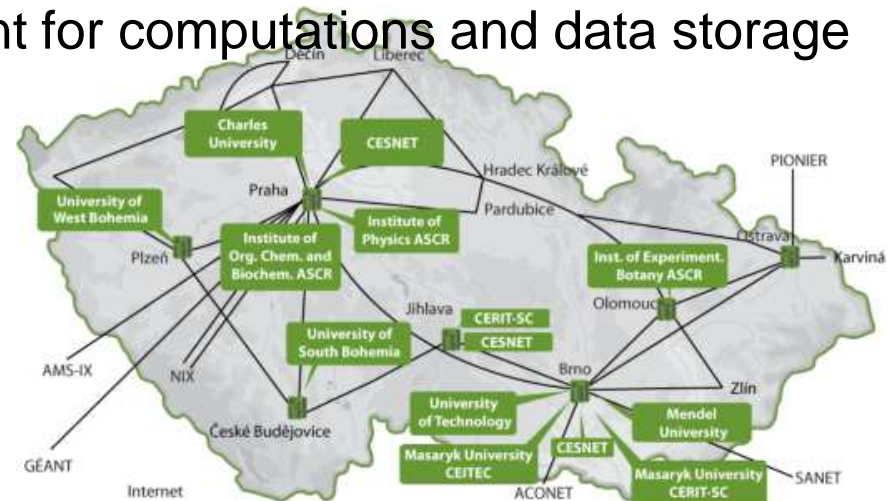 nt for computations and data storage
Děčín
Liberec
Charles
University
CESNET
Hradec Králové
PIONIER
Praha
University of
West Bohemia
Pardubice
Institute of
Physics ASCR
Ostrava
Plzeň
Institute of
Org. Chem. and
Biochem. ASCR
Inst. of Experiment.
Botany ASCR
Karviná
Olomouc
Jihlava
CERIT-SC
CESNET
University of
South Bohemia
AMS-IX
NIX
Brno
Zlín
University
of Technology
Mendel
University
České Budějovice
CESNET
Masaryk University
CEITEC
GÉANT
Masaryk University
CERIT-SC
SANET
Internet
ACONET